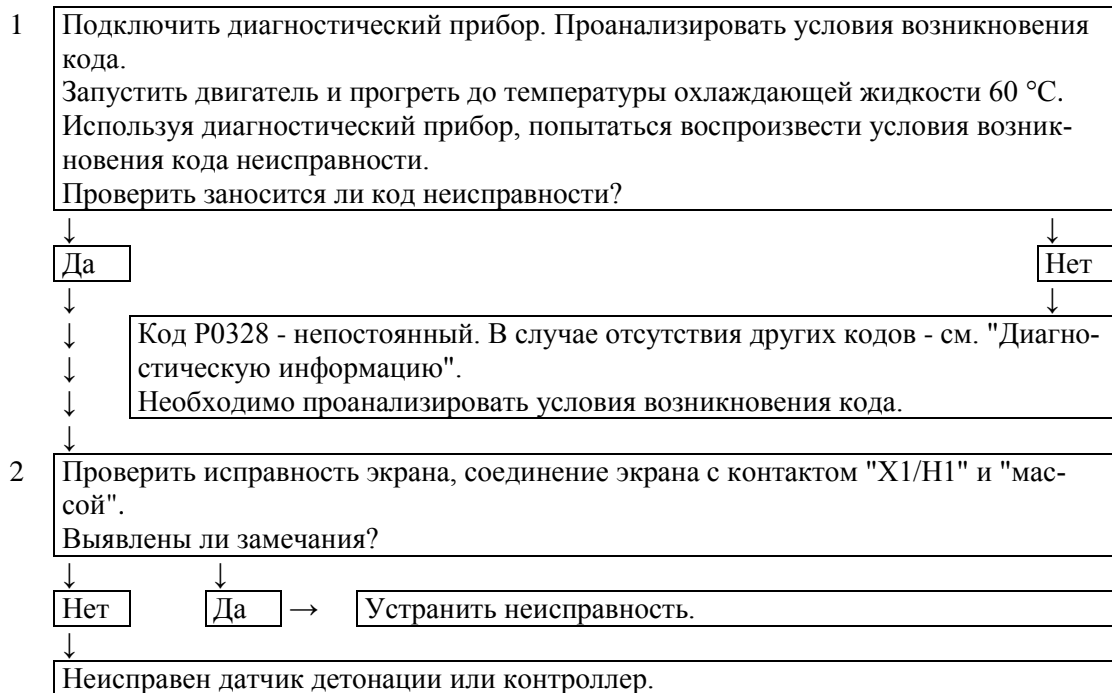 1 Подключить диагностический прибор. Проанализировать условия возникновения
кода.
Запустить двигатель и прогреть до температуры охлаждающей жидкости 60 °С.
Используя диагностический прибор, попытаться воспроизвести условия возник-
новения кода неисправности.
Проверить заносится ли код неисправности?
↓ ↓
Да Нет
↓ ↓
↓ Код Р0328 - непостоянный. В случае отсутствия других кодов - см. "Диагно-
↓ стическую информацию".
↓ Необходимо проанализировать условия возникновения кода.
↓
2 Проверить исправность экрана, соединение экрана с контактом "Х1/Н1" и "мас-
сой".
Выявлены ли замечания?
↓ ↓
Нет Да → Устранить неисправность.
↓
Неисправен датчик детонации или контроллер.